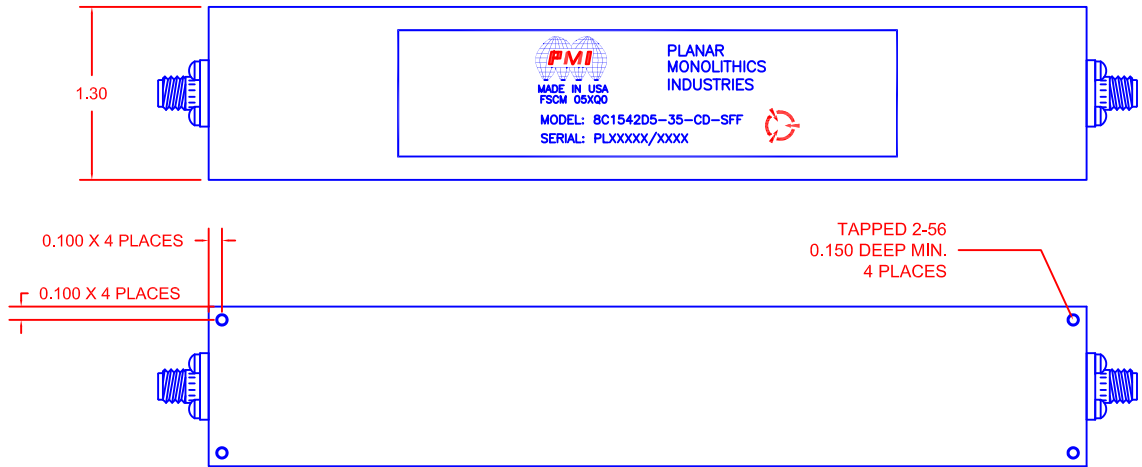 1.30
PMI
MADE IN USA
FSCM 05XQ0
PLANAR
MONOLITHICS
INDUSTRIES
MODEL: 8C1542D5-35-CD-SFF
SERIAL: PLXXXXX/XXXX
0.100 X 4 PLACES
0.100 X 4 PLACES
TAPPED 2-56
0.150 DEEP MIN.
4 PLACES